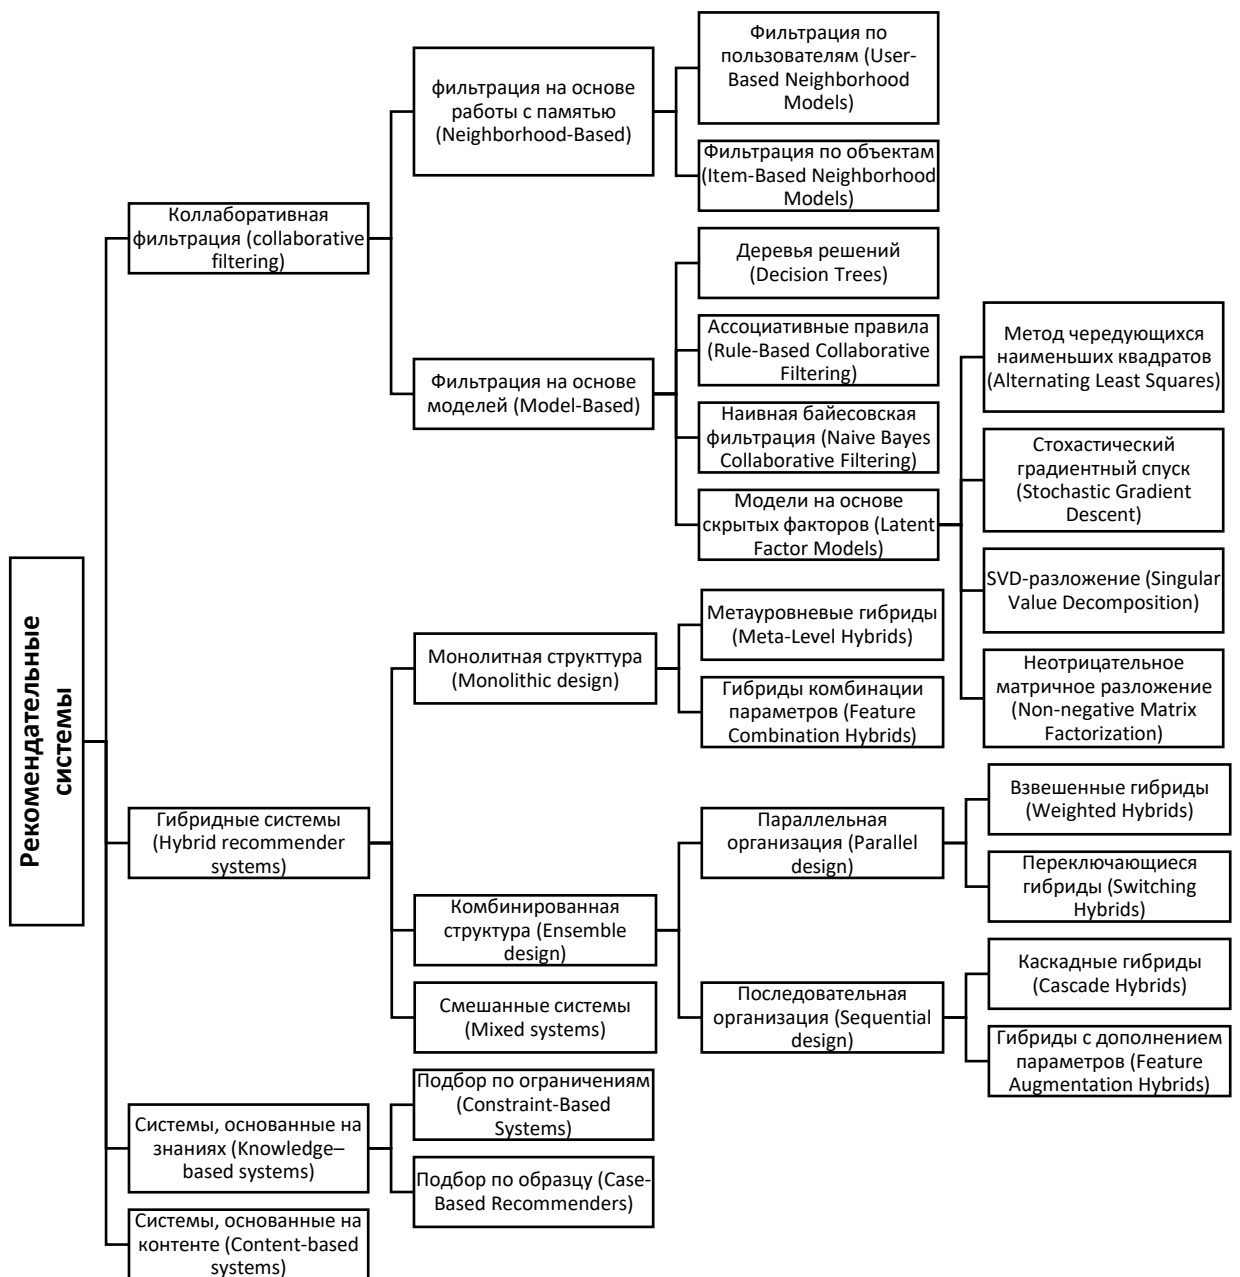 Рекомендательные
системы
Коллаборативная
фильтрация (collaborative
filtering)
фильтрация на основе
работы с памятью
(Neighborhood-Based)
Фильтрация по
пользователям (User-
Based Neighborhood
Models)
Фильтрация по объектам
(Item-Based Neighborhood
Models)
Фильтрация на основе
моделей (Model-Based)
Деревья решений
(Decision Trees)
Ассоциативные правила
(Rule-Based Collaborative
Filtering)
Наивная байесовская
фильтрация (Naive Bayes
Collaborative Filtering)
Модели на основе
скрытых факторов (Latent
Factor Models)
Метод чередующихся
наименьших квадратов
(Alternating Least Squares)
Стохастический
градиентный спуск
(Stochastic Gradient
Descent)
SVD-разложение (Singular
Value Decomposition)
Неотрицательное
матричное разложение
(Non-negative Matrix
Factorization)
Гибридные системы
(Hybrid recommender
systems)
Монолитная структтура
(Monolithic design)
Метауровневые гибриды
(Meta-Level Hybrids)
Гибриды комбинации
параметров (Feature
Combination Hybrids)
Комбинированная
структура (Ensemble
design)
Параллельная
организация (Parallel
design)
Взвешенные гибриды
(Weighted Hybrids)
Переключающиеся
гибриды (Switching
Hybrids)
Последовательная
организация (Sequential
design)
Каскадные гибриды
(Cascade Hybrids)
Гибриды с дополнением
параметров (Feature
Augmentation Hybrids)
Смешанные системы
(Mixed systems)
Системы, основанные на
знаниях (Knowledge–
based systems)
Подбор по ограничениям
(Constraint-Based
Systems)
Подбор по образцу (Case-
Based Recommenders)
Системы, основанные на
контенте (Content-based
systems)